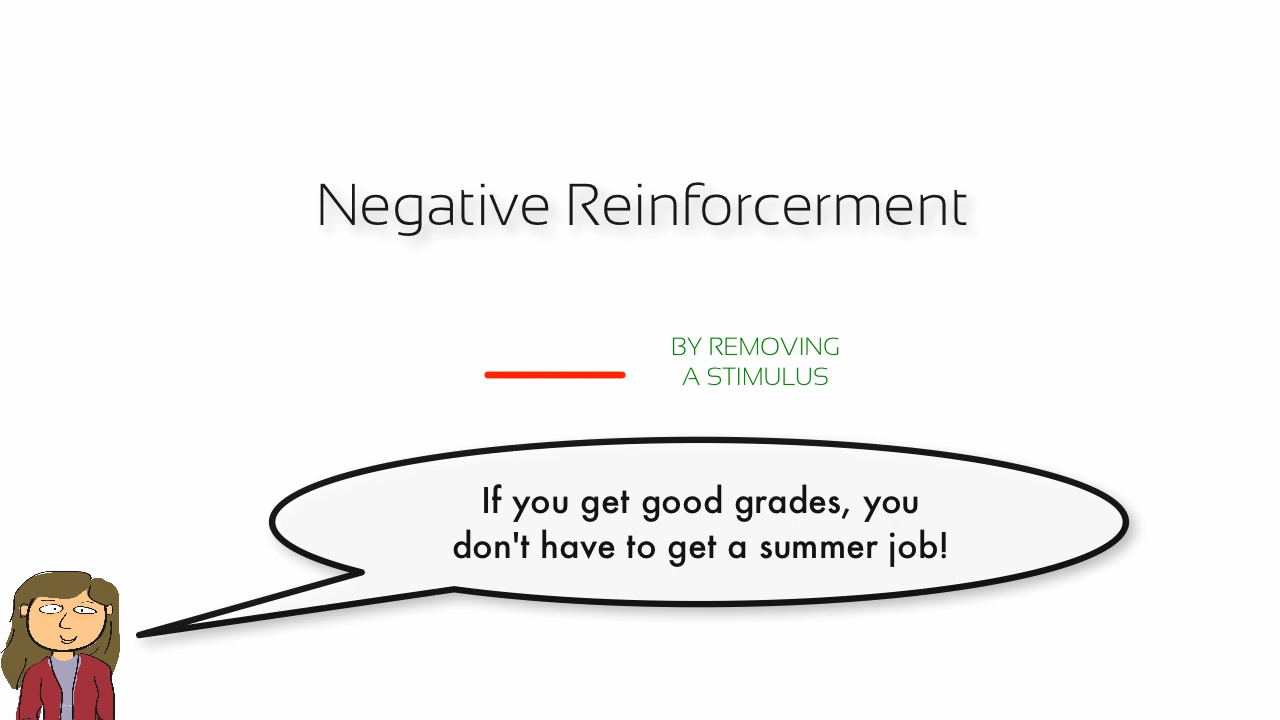 Negative Reinforcerment
BY REMOVING
A STIMULUS
If you get good grades, you
don't have to get a summer job!